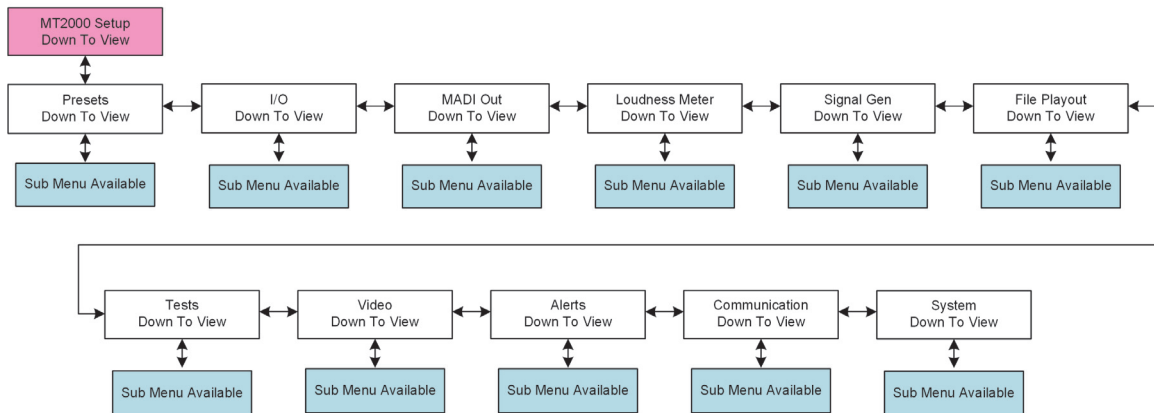 MT2000 Setup
Down To View
Presets
Down To View
I/O
Down To View
MADI Out
Down To View
Loudness Meter
Down To View
Signal Gen
Down To View
File Playout
Down To View
Sub Menu Available
Sub Menu Available
Sub Menu Available
Sub Menu Available
Sub Menu Available
Sub Menu Available
Tests
Down To View
Video
Down To View
Alerts
Down To View
Communication
Down To View
System
Down To View
Sub Menu Available
Sub Menu Available
Sub Menu Available
Sub Menu Available
Sub Menu Available